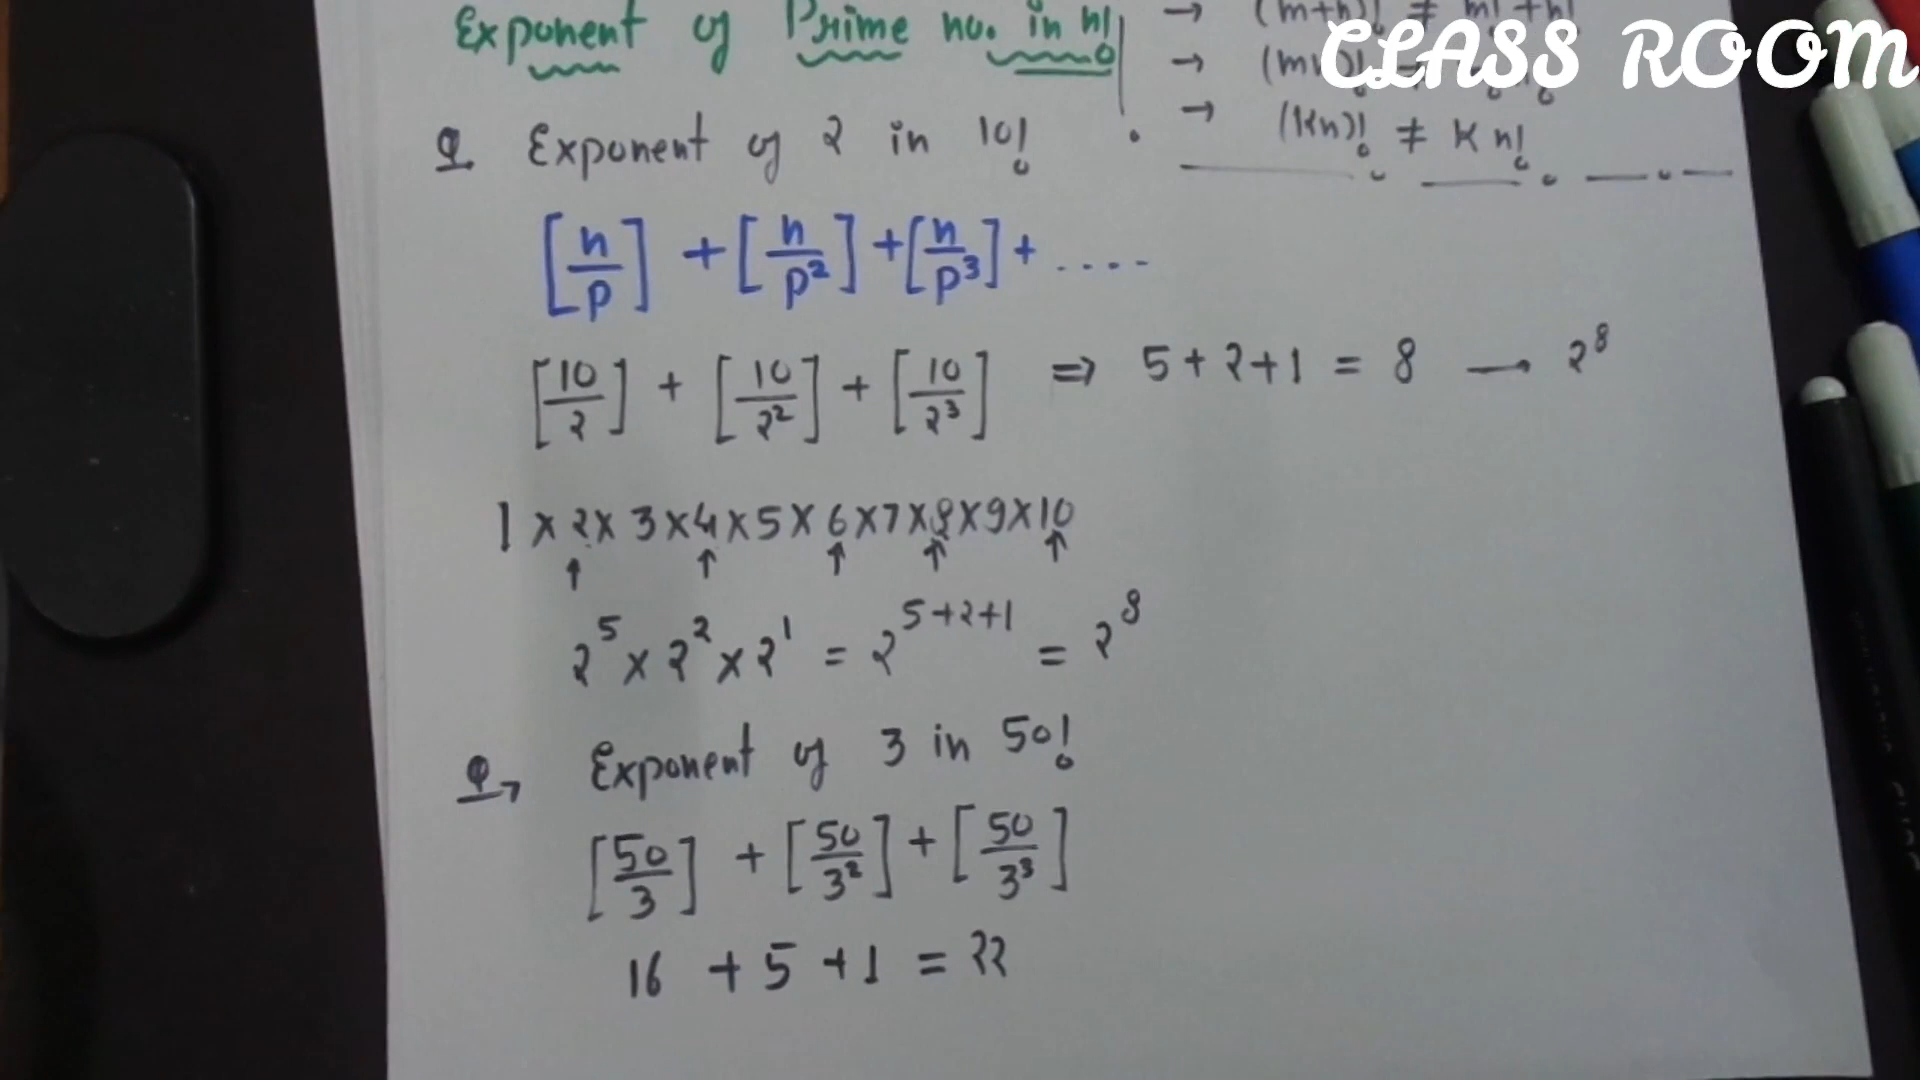 Exponent of Prime no. in n!
→ (m+n)! ≠ m! + n!
CLASS ROOM
→
→ (kn)! ≠ k n!
Q. Exponent of 2 in 10!
[n/p] + [n/p²] + [n/p³] + ....
[10/2] + [10/2²] + [10/2³] ⇒ 5+2+1 = 8 → 2⁸
1 × 2 × 3 × 4 × 5 × 6 × 7 × 8 × 9 × 10
↑ ↑ ↑ ↑ ↑
2⁵ × 2² × 2¹ = 2⁵⁺²⁺¹ = 2⁸
Q, Exponent of 3 in 50!
[50/3] + [50/3²] + [50/3³]
16 + 5 + 1 = 22